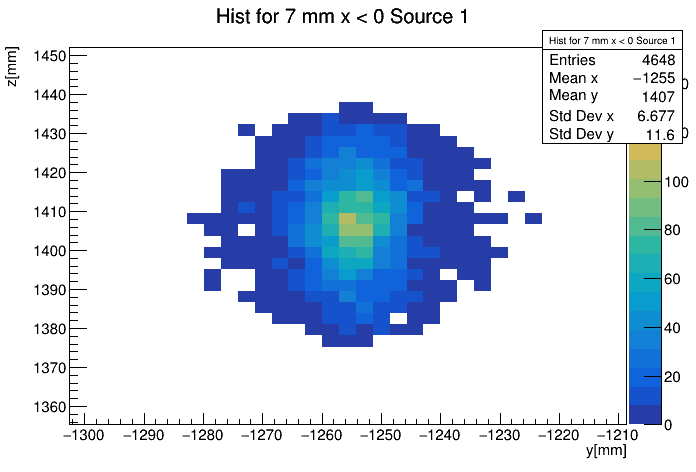 Hist for 7 mm x < 0 Source 1
Hist for 7 mm x < 0 Source 1
Entries 4648
Mean x −1255
Mean y 1407
Std Dev x 6.677
Std Dev y 11.6
z[mm]
1450
1440
1430
1420
1410
1400
1390
1380
1370
1360
−1300 −1290 −1280 −1270 −1260 −1250 −1240 −1230 −1220 −1210
y[mm]
100
80
60
40
20
0